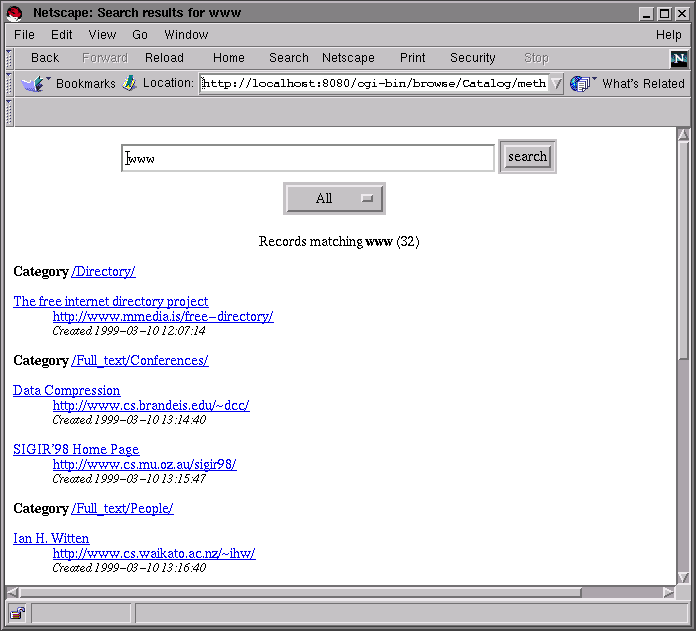 Netscape: Search results for www
File Edit View Go Window Help
Back Forward Reload Home Search Netscape Print Security Stop N
Bookmarks Location: http://localhost:8080/cgi-bin/browse/Catalog/meth What's Related
www search
All
Records matching www (32)
Category /Directory/
The free internet directory project
http://www.mmedia.is/free-directory/
Created 1999-03-10 12:07:14
Category /Full_text/Conferences/
Data Compression
http://www.cs.brandeis.edu/~dcc/
Created 1999-03-10 13:14:40
SIGIR'98 Home Page
http://www.cs.mu.oz.au/sigir98/
Created 1999-03-10 13:15:47
Category /Full_text/People/
Ian H. Witten
http://www.cs.waikato.ac.nz/~ihw/
Created 1999-03-10 13:16:40